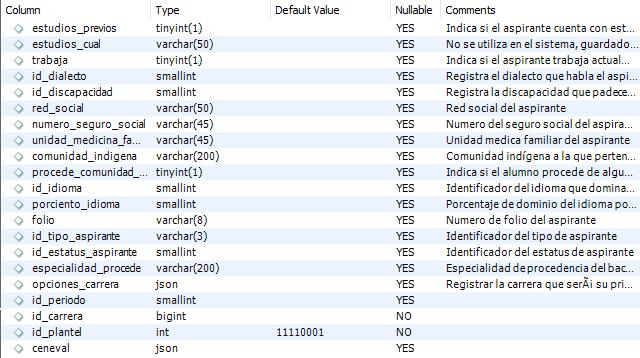 Column Type Default Value Nullable Comments
estudios_previos tinyint(1) YES Indica si el aspirante cuenta con est...
estudios_cual varchar(50) YES No se utiliza en el sistema, guardado...
trabaja tinyint(1) YES Indica si el aspirante trabaja actual...
id_dialecto smallint YES Registra el dialecto que habla el aspi...
id_discapacidad smallint YES Registra la discapacidad que padece...
red_social varchar(50) YES Red social del aspirante
numero_seguro_social varchar(45) YES Numero del seguro social del aspira...
unidad_medicina_fa... varchar(45) YES Unidad medica familiar del aspirante
comunidad_indigena varchar(200) YES Comunidad indígena a la que perten...
procede_comunidad_... tinyint(1) YES Indica si el alumno procede de algu...
id_idioma smallint YES Identificador del idioma que domina...
porciento_idioma smallint YES Porcentaje de dominio del idioma po...
folio varchar(8) YES Numero de folio del aspirante
id_tipo_aspirante varchar(3) YES Identificador del tipo de aspirante
id_estatus_aspirante smallint YES Identificador del estatus de aspirante
especialidad_procede varchar(200) YES Especialidad de procedencia del bac...
opciones_carrera json YES Registrar la carrera que serÃi su pri...
id_periodo smallint YES
id_carrera bigint NO
id_plantel int 11110001 NO
ceneval json YES